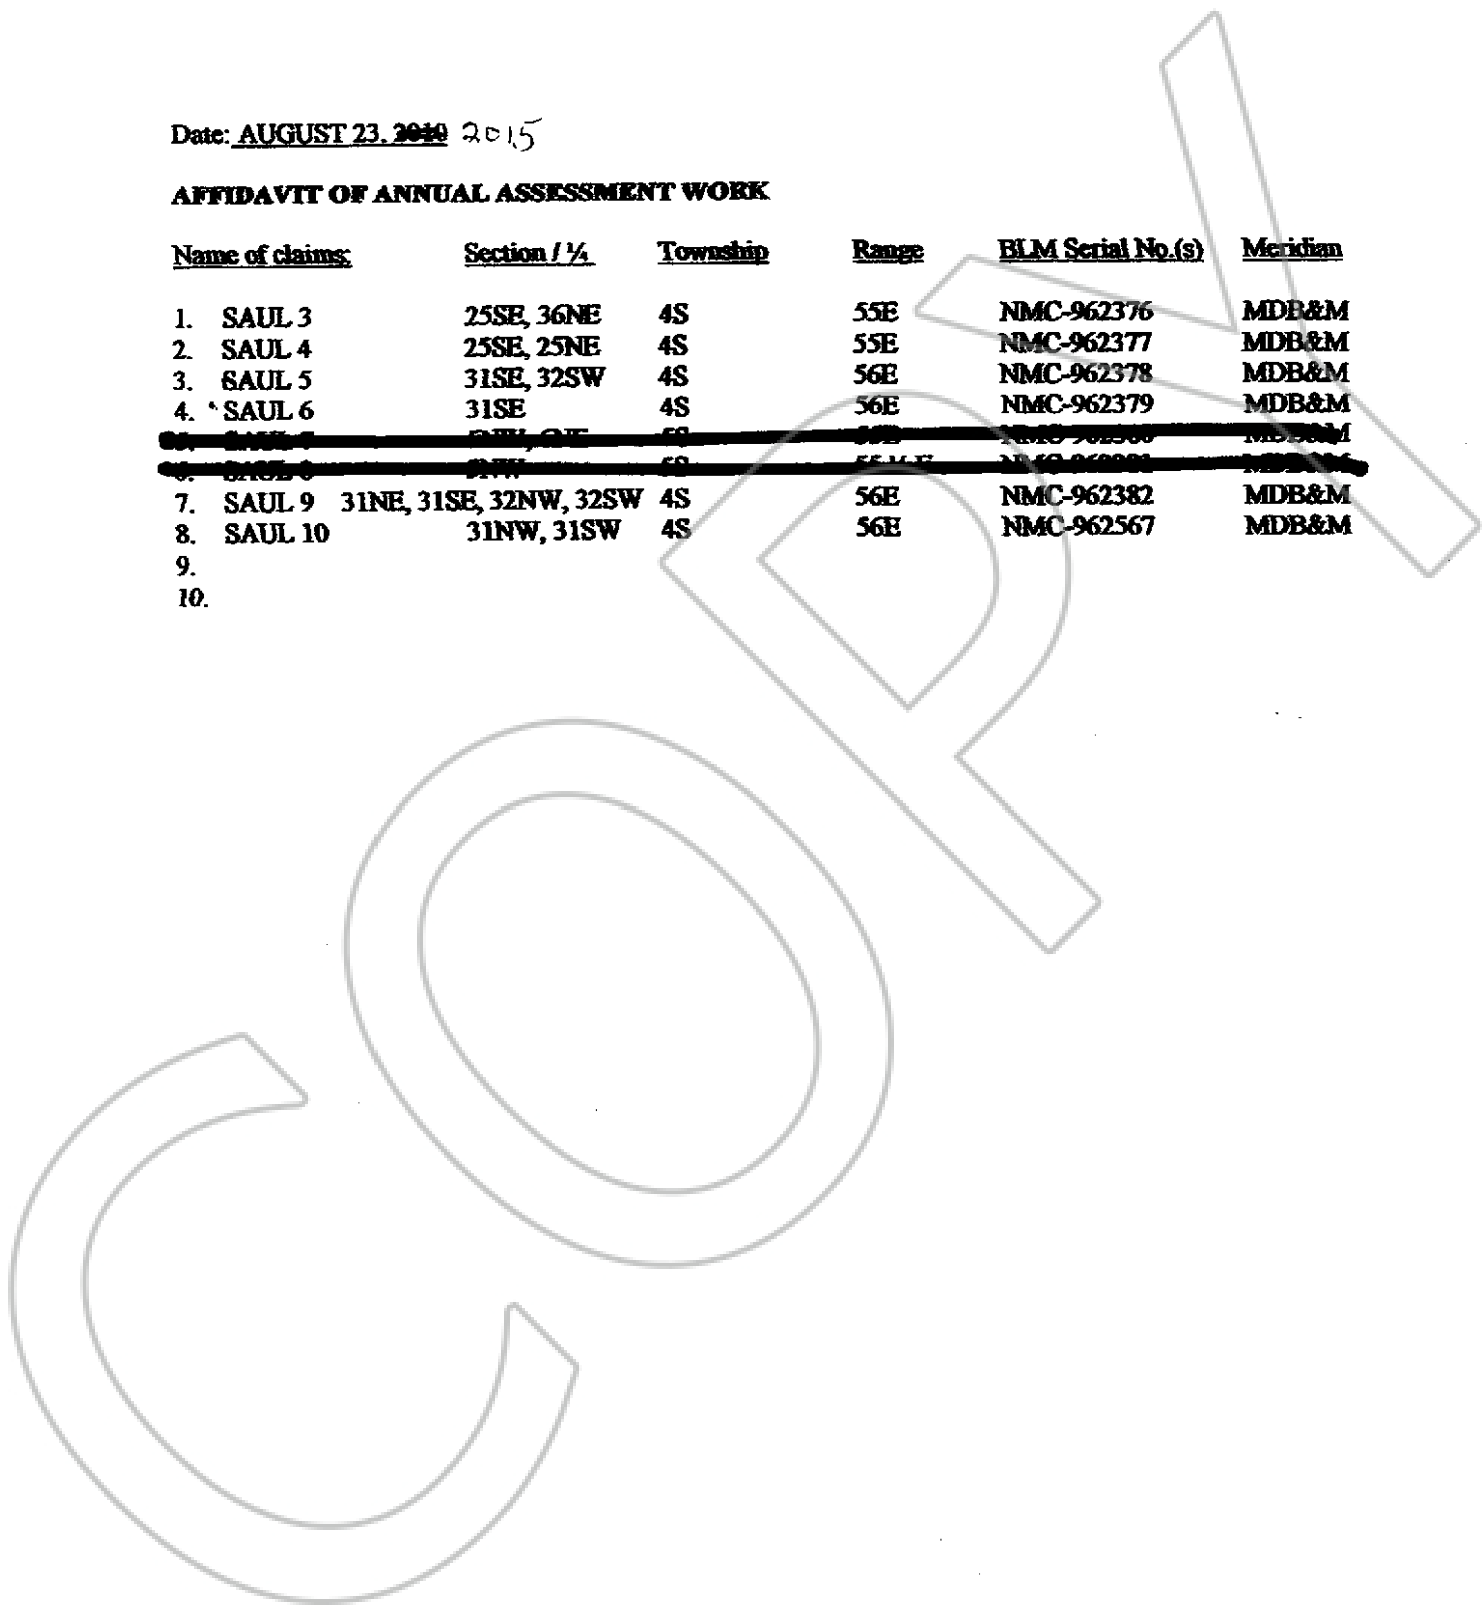 Date: AUGUST 23, 2010 2015
AFFIDAVIT OF ANNUAL ASSESSMENT WORK
Name of claims: Section / ¼ Township Range BLM Serial No.(s) Meridian
1. SAUL 3 25SE, 36NE 4S 55E NMC-962376 MDB&M
2. SAUL 4 25SE, 25NE 4S 55E NMC-962377 MDB&M
3. SAUL 5 31SE, 32SW 4S 56E NMC-962378 MDB&M
4. SAUL 6 31SE 4S 56E NMC-962379 MDB&M
7. SAUL 9 31NE, 31SE, 32NW, 32SW 4S 56E NMC-962382 MDB&M
8. SAUL 10 31NW, 31SW 4S 56E NMC-962567 MDB&M
9.
10.
COPY